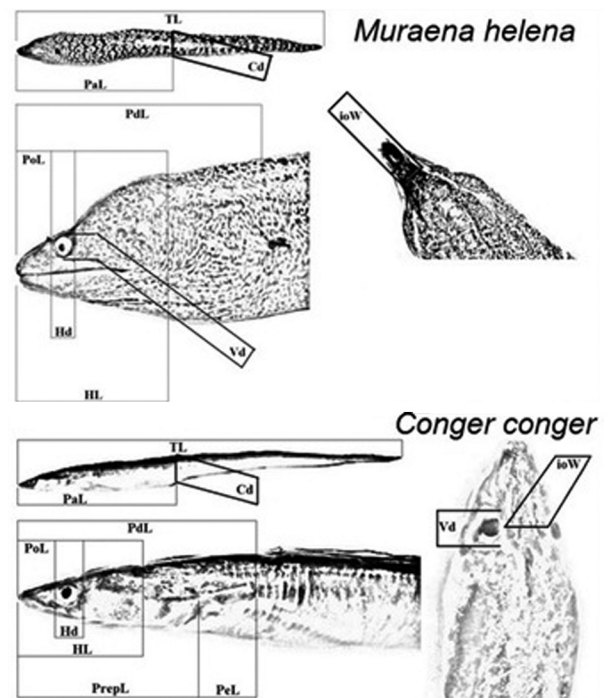 TL
Muraena helena
Cd
PaL
PdL
ioW
PoL
Hd
Vd
HL
Conger conger
TL
ioW
Cd
PaL
Vd
PdL
PoL
Hd
HL
PrepL
PeL